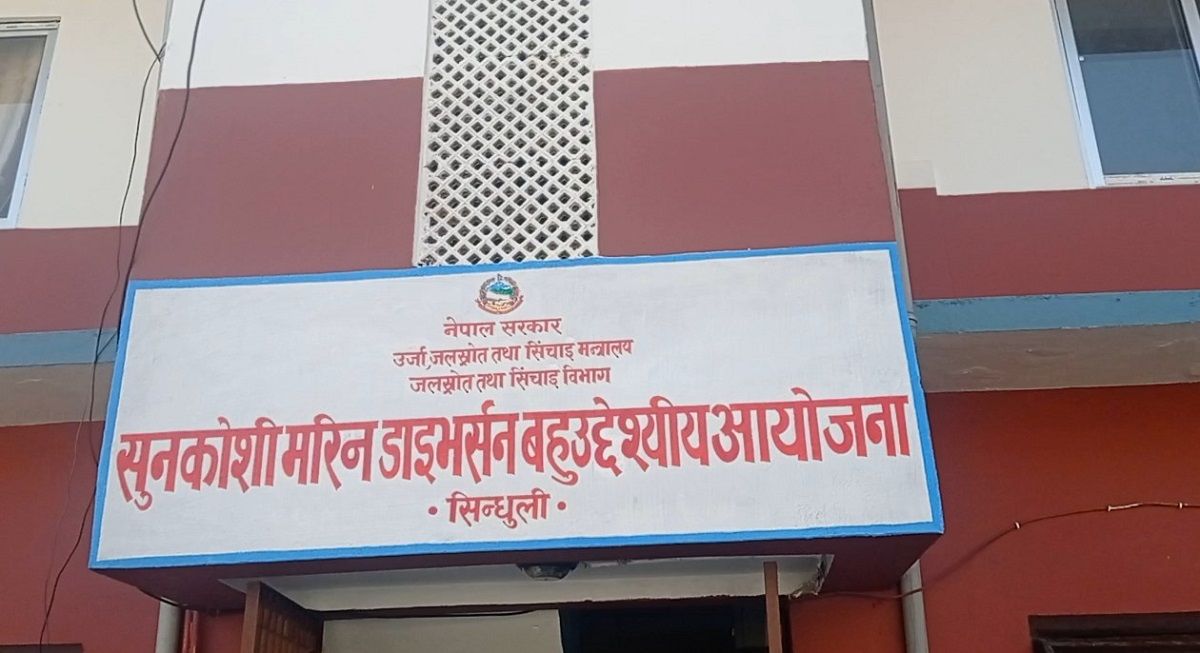 नेपाल सरकार
उर्जा, जलस्रोत तथा सिंचाइ मन्त्रालय
जलस्रोत तथा सिंचाइ विभाग
सुनकोशी मरिन डाइभर्सन बहुउद्देश्यीय आयोजना
• सिन्धुली •